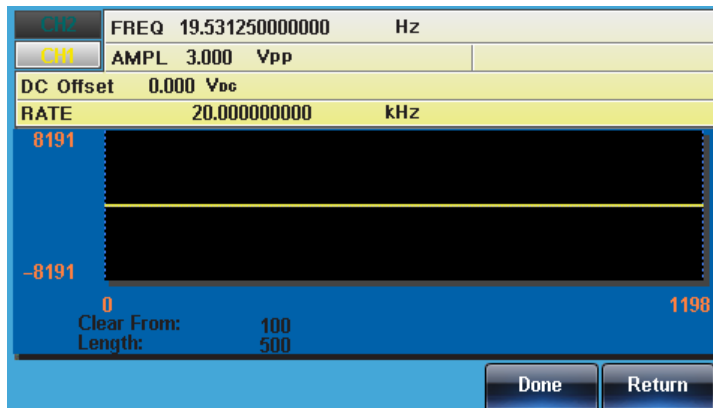 CH2 FREQ 19.531250000000 Hz
CH1 AMPL 3.000 Vpp
DC Offset 0.000 VDC
RATE 20.000000000 kHz
8191
-8191
0 1198
Clear From: 100
Length: 500
Done Return